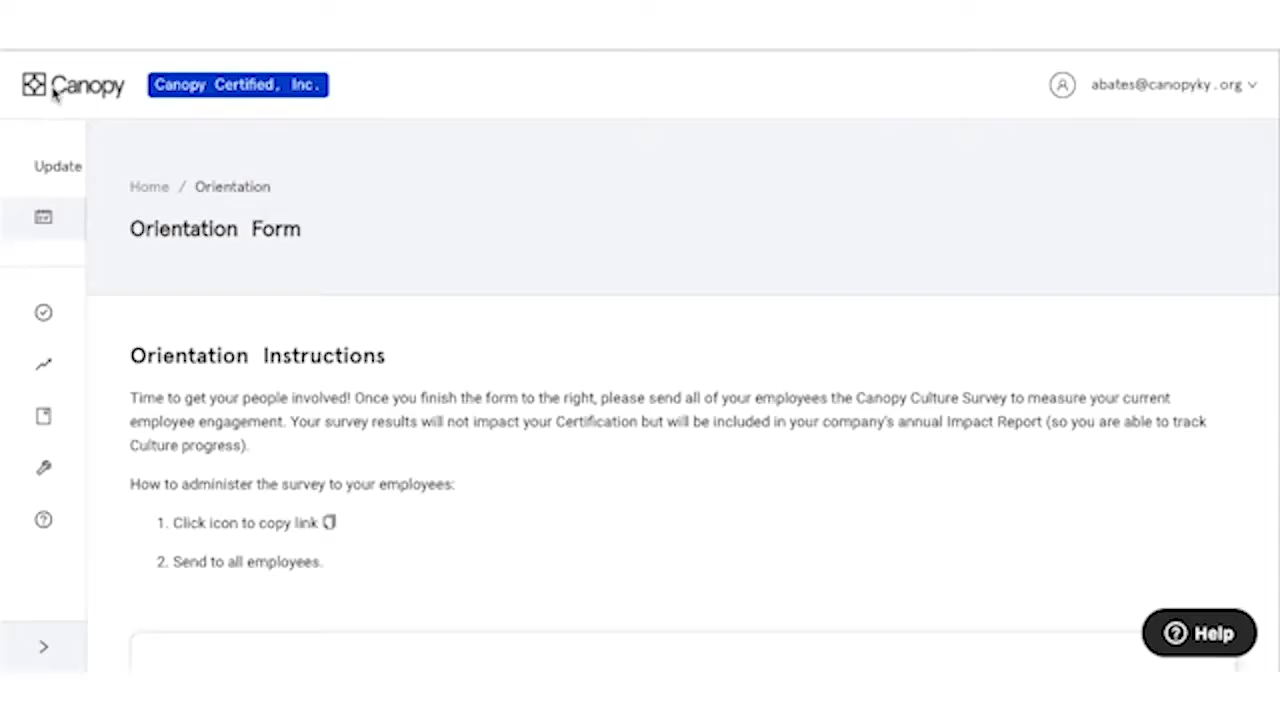 Canopy
Canopy Certified, Inc.
abates@canopyky.org
Update
Home / Orientation
Orientation Form
Orientation Instructions
Time to get your people involved! Once you finish the form to the right, please send all of your employees the Canopy Culture Survey to measure your current
employee engagement. Your survey results will not impact your Certification but will be included in your company's annual Impact Report (so you are able to track
Culture progress).
How to administer the survey to your employees:
1. Click icon to copy link
2. Send to all employees.
Help